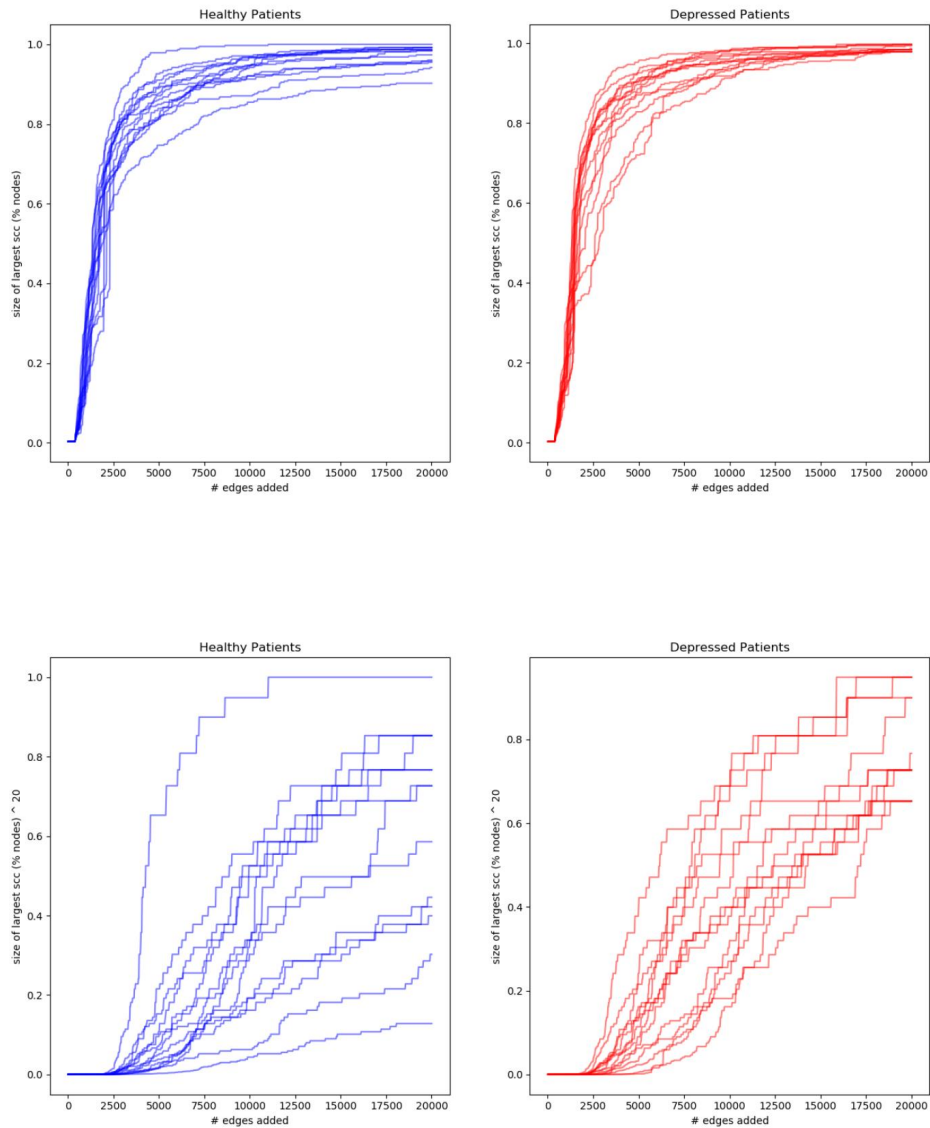 Healthy Patients
size of largest scc (% nodes)
1.0
0.8
0.6
0.4
0.2
0.0
0 2500 5000 7500 10000 12500 15000 17500 20000
# edges added
Depressed Patients
size of largest scc (% nodes)
1.0
0.8
0.6
0.4
0.2
0.0
0 2500 5000 7500 10000 12500 15000 17500 20000
# edges added
Healthy Patients
size of largest scc (% nodes) ^ 20
1.0
0.8
0.6
0.4
0.2
0.0
0 2500 5000 7500 10000 12500 15000 17500 20000
# edges added
Depressed Patients
size of largest scc (% nodes) ^ 20
0.8
0.6
0.4
0.2
0.0
0 2500 5000 7500 10000 12500 15000 17500 20000
# edges added